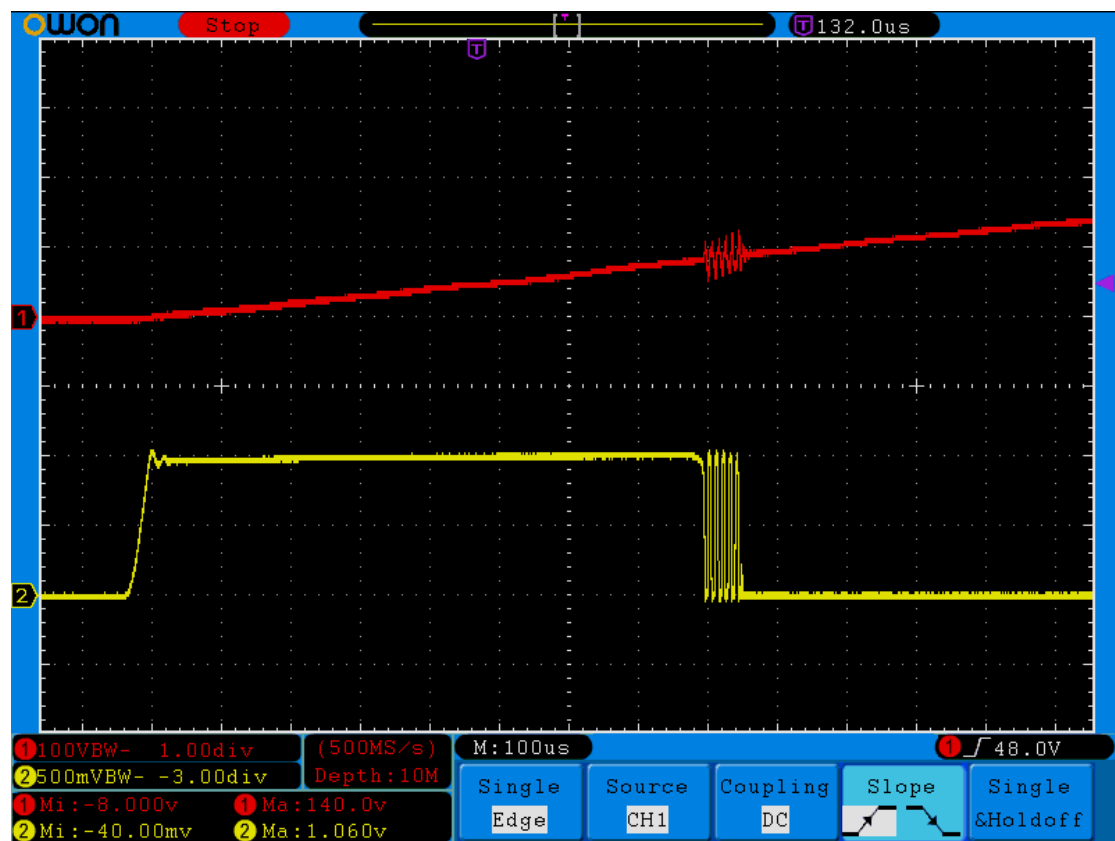 OWON Stop T T 132.0us
T
1
2
1 100VBW- 1.00div (500MS/s) M:100us 1 48.0V
2 500mVBW- -3.00div Depth:10M
1 Mi:-8.000v 1 Ma:140.0v
2 Mi:-40.00mv 2 Ma:1.060v
Single Source Coupling Slope Single
Edge CH1 DC &Holdoff